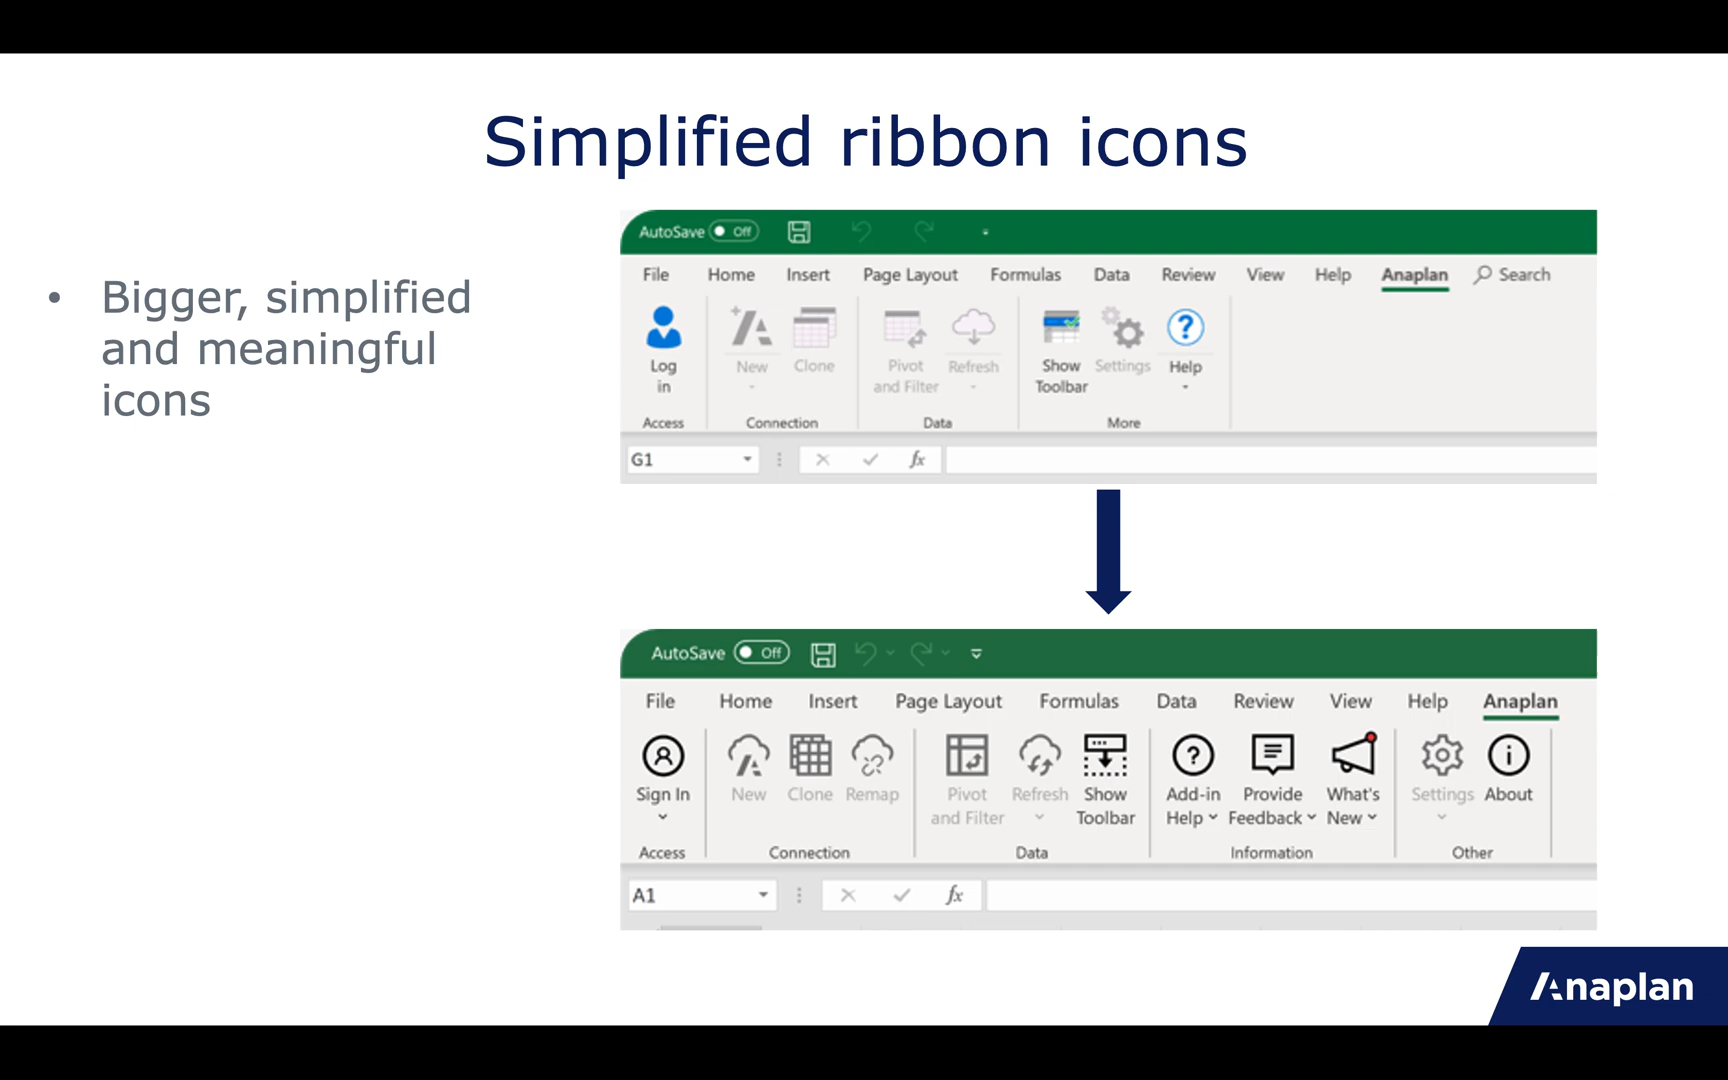 Simplified ribbon icons
• Bigger, simplified
and meaningful
icons
AutoSave Off
File Home Insert Page Layout Formulas Data Review View Help Anaplan Search
Log in New Clone Pivot and Filter Refresh Show Toolbar Settings Help
Access Connection Data More
G1 fx
AutoSave Off
File Home Insert Page Layout Formulas Data Review View Help Anaplan
Sign In New Clone Remap Pivot and Filter Refresh Show Toolbar Add-in Help Provide Feedback What's New Settings About
Access Connection Data Information Other
A1 fx
Anaplan